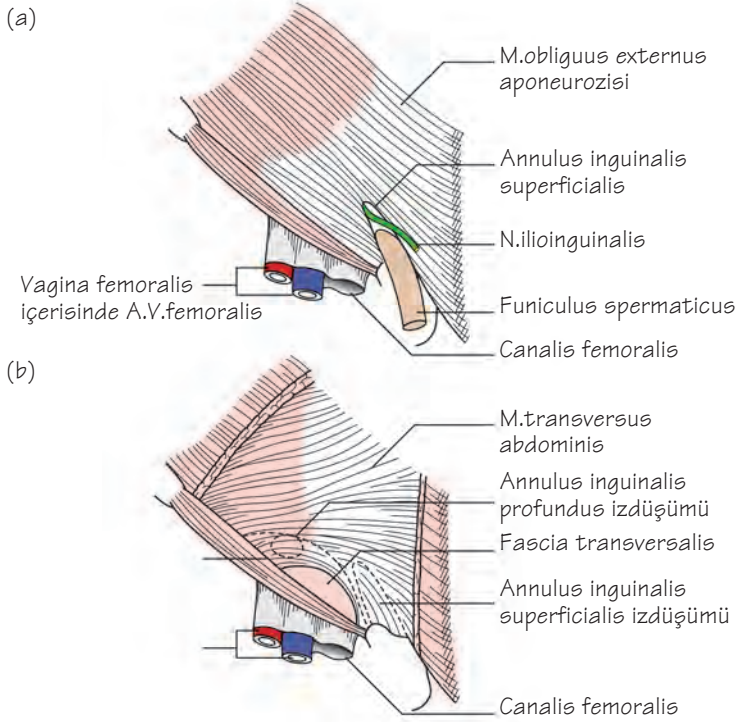 (a)
M.obliguus externus
aponeurozisi
Annulus inguinalis
superficialis
N.ilioinguinalis
Vagina femoralis
içerisinde A.V.femoralis
Funiculus spermaticus
Canalis femoralis
(b)
M.transversus
abdominis
Annulus inguinalis
profundus izdüşümü
Fascia transversalis
Annulus inguinalis
superficialis izdüşümü
Canalis femoralis